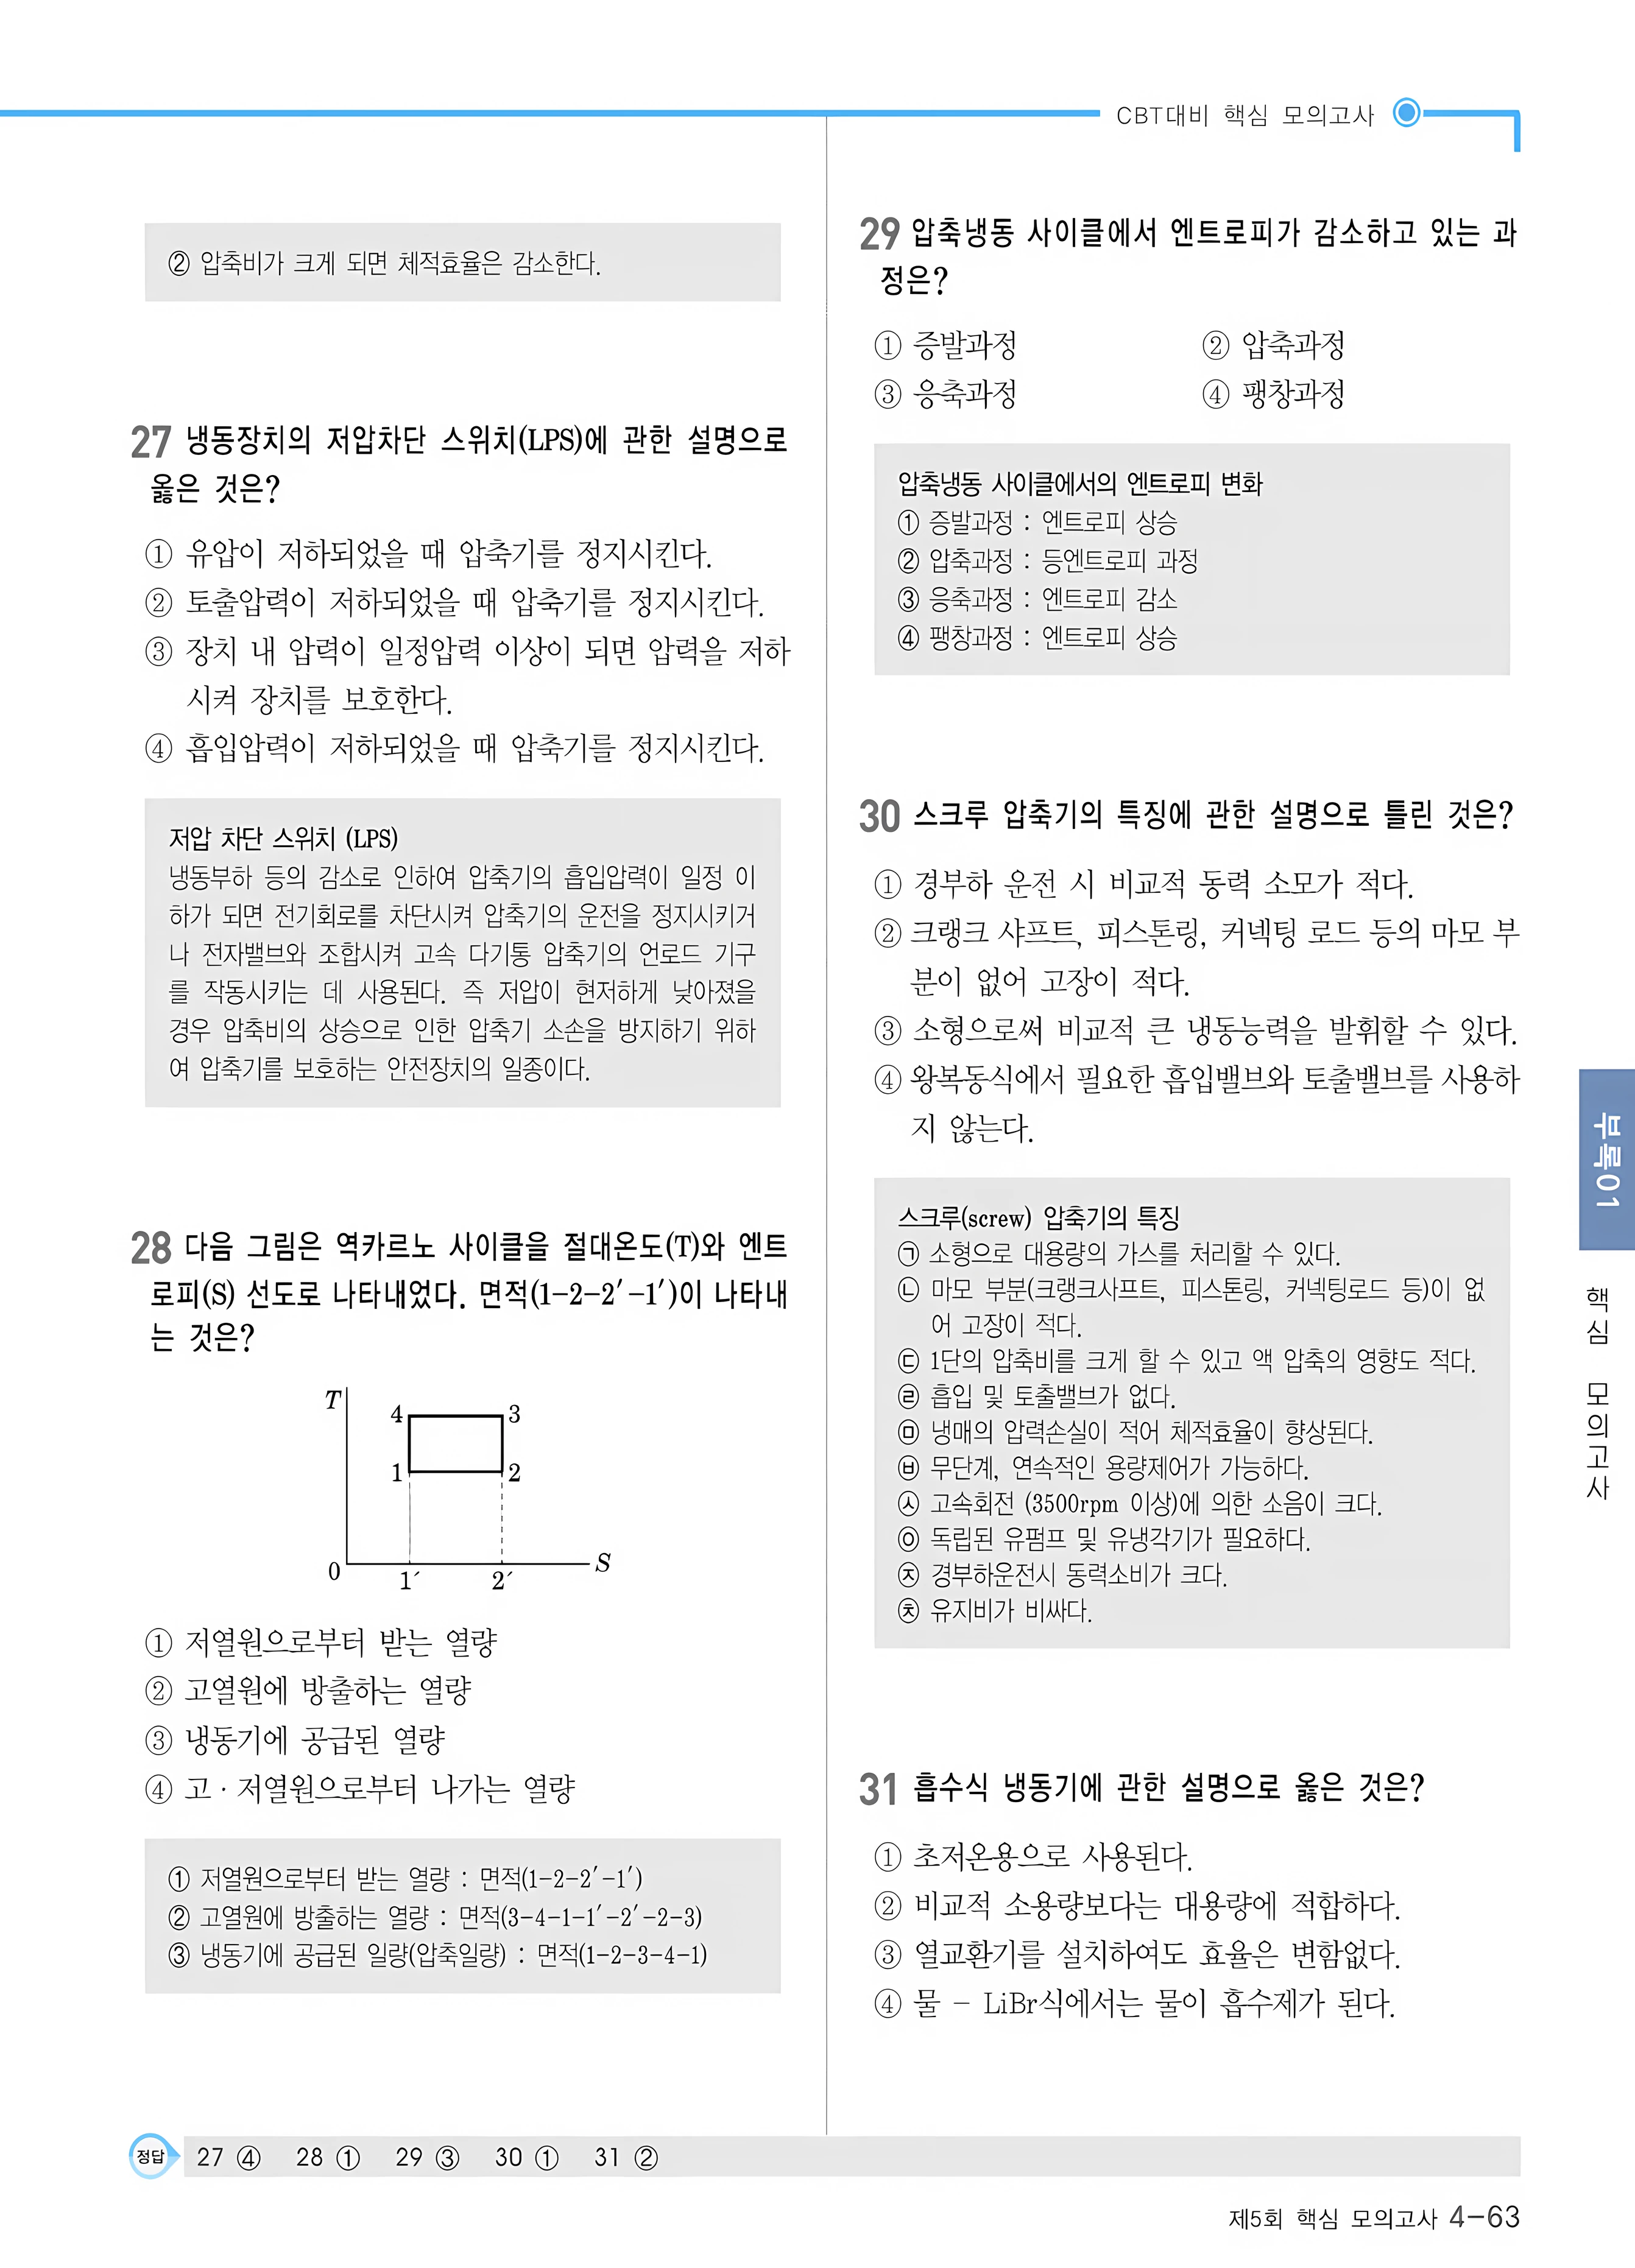 CBT대비 핵심 모의고사
② 압축비가 크게 되면 체적효율은 감소한다.
27 냉동장치의 저압차단 스위치(LPS)에 관한 설명으로
옳은 것은?
① 유압이 저하되었을 때 압축기를 정지시킨다.
② 토출압력이 저하되었을 때 압축기를 정지시킨다.
③ 장치 내 압력이 일정압력 이상이 되면 압력을 저하
시켜 장치를 보호한다.
④ 흡입압력이 저하되었을 때 압축기를 정지시킨다.
저압 차단 스위치 (LPS)
냉동부하 등의 감소로 인하여 압축기의 흡입압력이 일정 이
하가 되면 전기회로를 차단시켜 압축기의 운전을 정지시키거
나 전자밸브와 조합시켜 고속 다기통 압축기의 언로드 기구
를 작동시키는 데 사용된다. 즉 저압이 현저하게 낮아졌을
경우 압축비의 상승으로 인한 압축기 소손을 방지하기 위하
여 압축기를 보호하는 안전장치의 일종이다.
28 다음 그림은 역카르노 사이클을 절대온도(T)와 엔트
로피(S) 선도로 나타내었다. 면적(1-2-2′-1′)이 나타내
는 것은?
T
4 3
1 2
0 1′ 2′ S
① 저열원으로부터 받는 열량
② 고열원에 방출하는 열량
③ 냉동기에 공급된 열량
④ 고·저열원으로부터 나가는 열량
① 저열원으로부터 받는 열량 : 면적(1-2-2′-1′)
② 고열원에 방출하는 열량 : 면적(3-4-1-1′-2′-2-3)
③ 냉동기에 공급된 일량(압축일량) : 면적(1-2-3-4-1)
29 압축냉동 사이클에서 엔트로피가 감소하고 있는 과
정은?
① 증발과정 ② 압축과정
③ 응축과정 ④ 팽창과정
압축냉동 사이클에서의 엔트로피 변화
① 증발과정 : 엔트로피 상승
② 압축과정 : 등엔트로피 과정
③ 응축과정 : 엔트로피 감소
④ 팽창과정 : 엔트로피 상승
30 스크루 압축기의 특징에 관한 설명으로 틀린 것은?
① 경부하 운전 시 비교적 동력 소모가 적다.
② 크랭크 샤프트, 피스톤링, 커넥팅 로드 등의 마모 부
분이 없어 고장이 적다.
③ 소형으로써 비교적 큰 냉동능력을 발휘할 수 있다.
④ 왕복동식에서 필요한 흡입밸브와 토출밸브를 사용하
지 않는다.
스크루(screw) 압축기의 특징
㉠ 소형으로 대용량의 가스를 처리할 수 있다.
㉡ 마모 부분(크랭크샤프트, 피스톤링, 커넥팅로드 등)이 없
어 고장이 적다.
㉢ 1단의 압축비를 크게 할 수 있고 액 압축의 영향도 적다.
㉣ 흡입 및 토출밸브가 없다.
㉤ 냉매의 압력손실이 적어 체적효율이 향상된다.
㉥ 무단계, 연속적인 용량제어가 가능하다.
㉦ 고속회전 (3500rpm 이상)에 의한 소음이 크다.
㉧ 독립된 유펌프 및 유냉각기가 필요하다.
㉨ 경부하운전시 동력소비가 크다.
㉩ 유지비가 비싸다.
31 흡수식 냉동기에 관한 설명으로 옳은 것은?
① 초저온용으로 사용된다.
② 비교적 소용량보다는 대용량에 적합하다.
③ 열교환기를 설치하여도 효율은 변함없다.
④ 물 - LiBr식에서는 물이 흡수제가 된다.
부록01
핵심 모의고사
정답 27 ④ 28 ① 29 ③ 30 ① 31 ②
제5회 핵심 모의고사 4-63